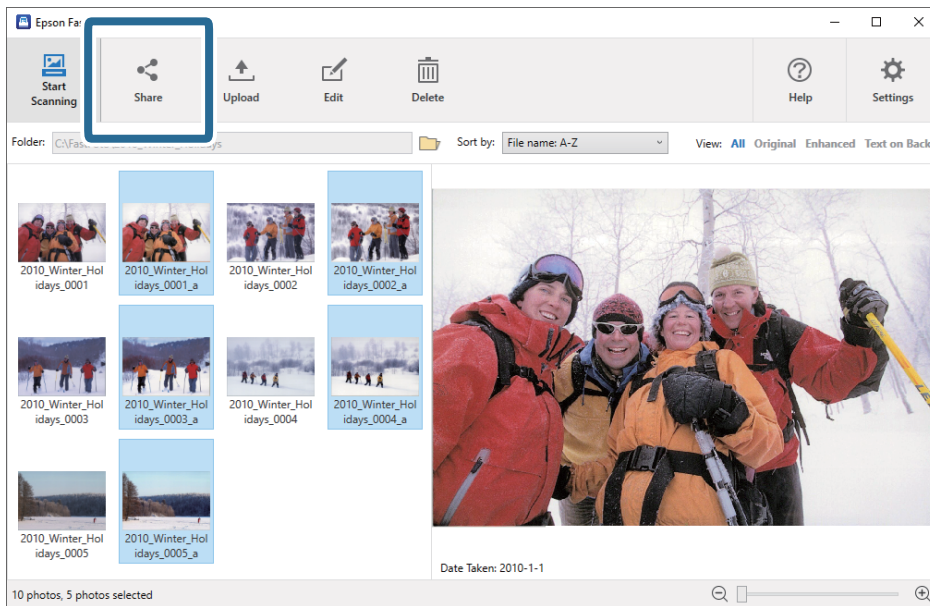 Epson Fas
Start
Scanning
Share
Upload
Edit
Delete
Help
Settings
Folder:
Sort by:
File name: A-Z
View:
All
Original
Enhanced
Text on Back
2010_Winter_Hol
idays_0001
2010_Winter_Hol
idays_0001_a
2010_Winter_Hol
idays_0002
2010_Winter_Hol
idays_0002_a
2010_Winter_Hol
idays_0003
2010_Winter_Hol
idays_0003_a
2010_Winter_Hol
idays_0004
2010_Winter_Hol
idays_0004_a
2010_Winter_Hol
idays_0005
2010_Winter_Hol
idays_0005_a
Date Taken: 2010-1-1
10 photos, 5 photos selected